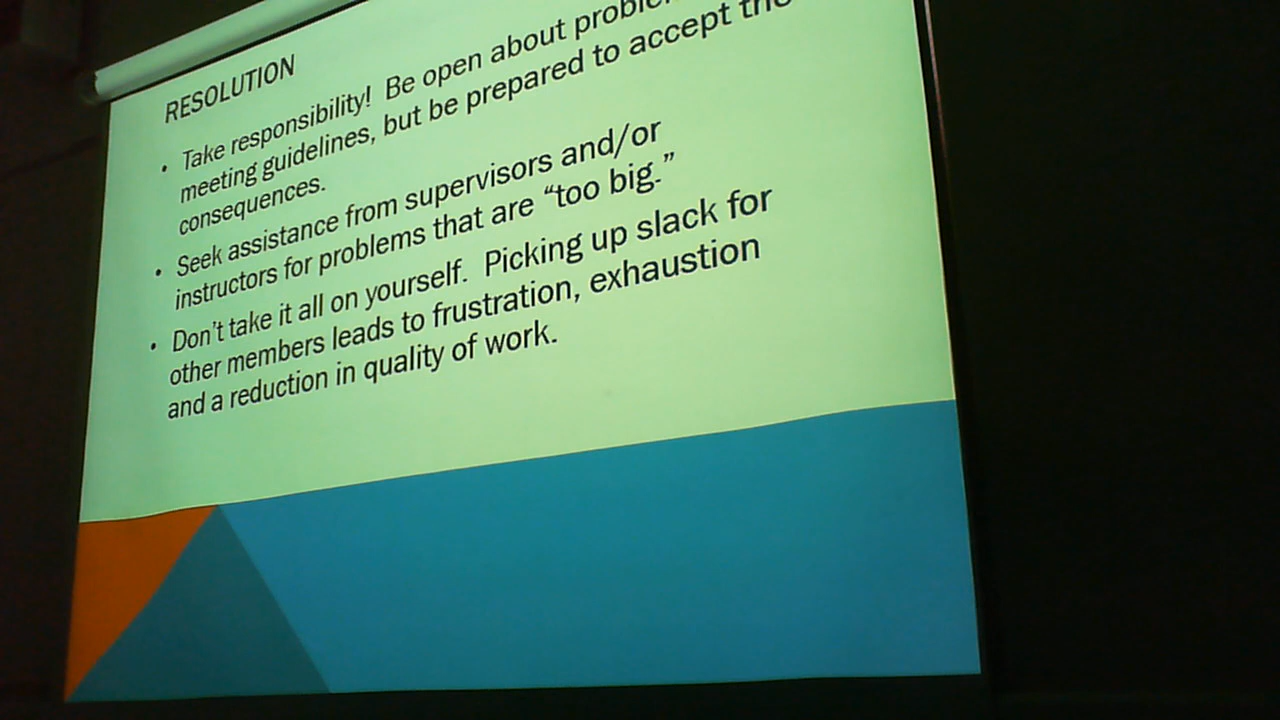 RESOLUTION
• Take responsibility! Be open about
meeting guidelines, but be prepared to accept the
consequences.
• Seek assistance from supervisors and/or
instructors for problems that are “too big.”
• Don’t take it all on yourself. Picking up slack for
other members leads to frustration, exhaustion
and a reduction in quality of work.